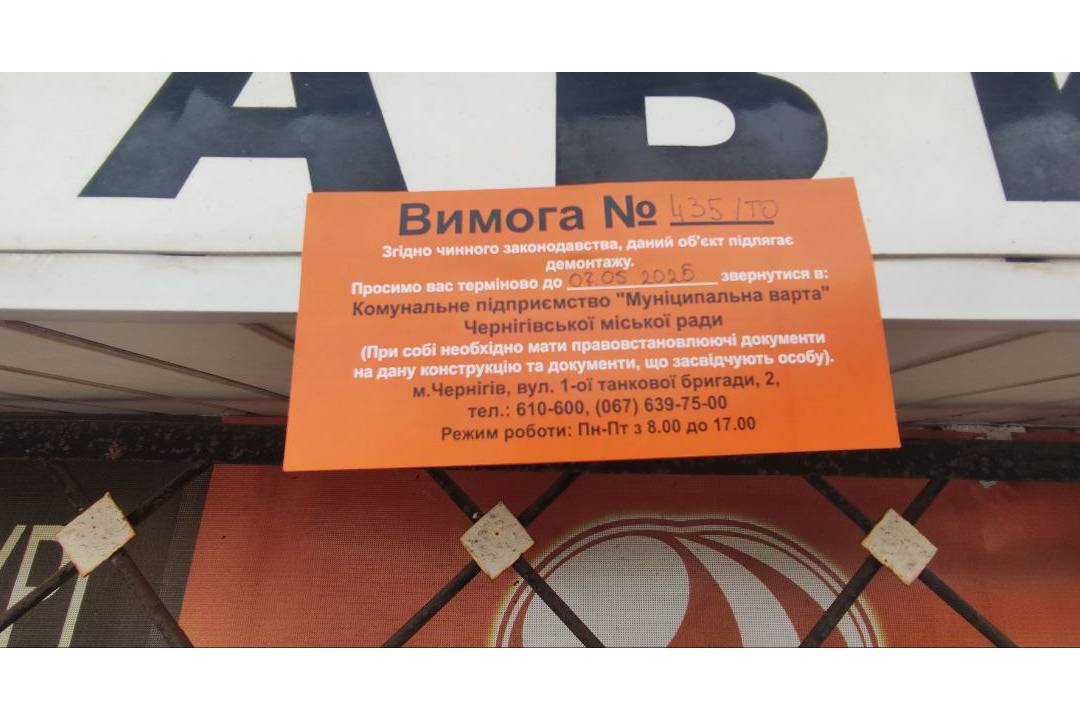 АВ
Вимога № 435/ТО
Згідно чинного законодавства, даний об'єкт підлягає
демонтажу.
Просимо вас терміново до 07.05 2025 звернутися в:
Комунальне підприємство "Муніципальна варта"
Чернігівської міської ради
(При собі необхідно мати правовстановлюючі документи
на дану конструкцію та документи, що засвідчують особу).
м.Чернігів, вул. 1-ої танкової бригади, 2,
тел.: 610-600, (067) 639-75-00
Режим роботи: Пн-Пт з 8.00 до 17.00